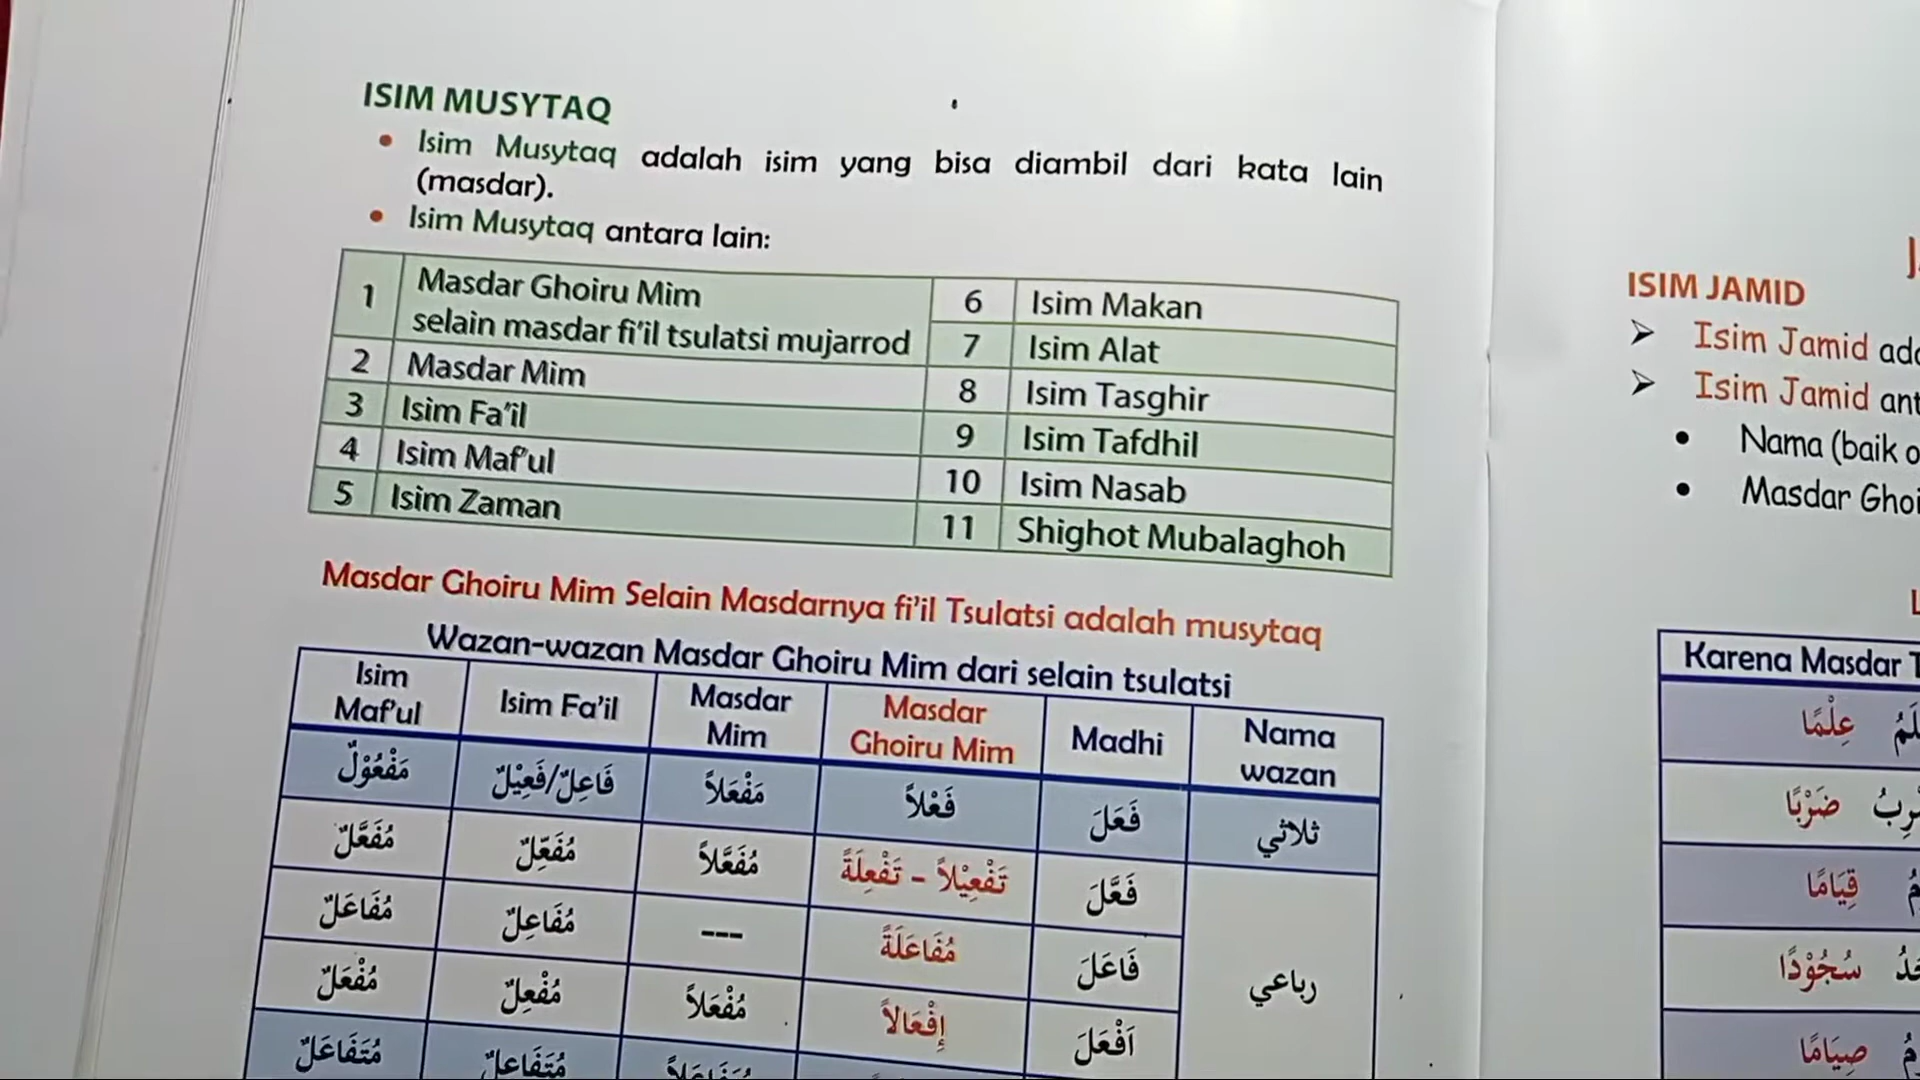 ISIM MUSYTAQ
• Isim Musytaq adalah isim yang bisa diambil dari kata lain
(masdar).
• Isim Musytaq antara lain:
1 Masdar Ghoiru Mim
selain masdar fi'il tsulatsi mujarrod
2 Masdar Mim
3 Isim Fa'il
4 Isim Maf'ul
5 Isim Zaman
6 Isim Makan
7 Isim Alat
8 Isim Tasghir
9 Isim Tafdhil
10 Isim Nasab
11 Shighot Mubalaghoh
Masdar Ghoiru Mim Selain Masdarnya fi'il Tsulatsi adalah musytaq
Wazan-wazan Masdar Ghoiru Mim dari selain tsulatsi
Isim Maf'ul | Isim Fa'il | Masdar Mim | Masdar Ghoiru Mim | Madhi | Nama wazan
مَفْعُوْلٌ | فَاعِلٌ/فَعِيْلٌ | مَفْعَلاً | فَعْلاً | فَعَلَ | ثلاثي
مُفَعَّلٌ | مُفَعِّلٌ | مُفَعَّلاً | تَفْعِيْلاً – تَفْعِلَةً | فَعَّلَ | رباعي
مُفَاعَلٌ | مُفَاعِلٌ | --- | مُفَاعَلَةً | فَاعَلَ
مُفْعَلٌ | مُفْعِلٌ | مُفْعَلاً | إِفْعَالاً | اَفْعَلَ
مُتَفَاعَلٌ | مُتَفَاعِلٌ
ISIM JAMID
➢ Isim Jamid
➢ Isim Jamid
• Nama (baik
• Masdar
Karena Masdar
عِلْمًا
ضَرْبًا
قِيَامًا
سُجُوْدًا
صِيَامًا